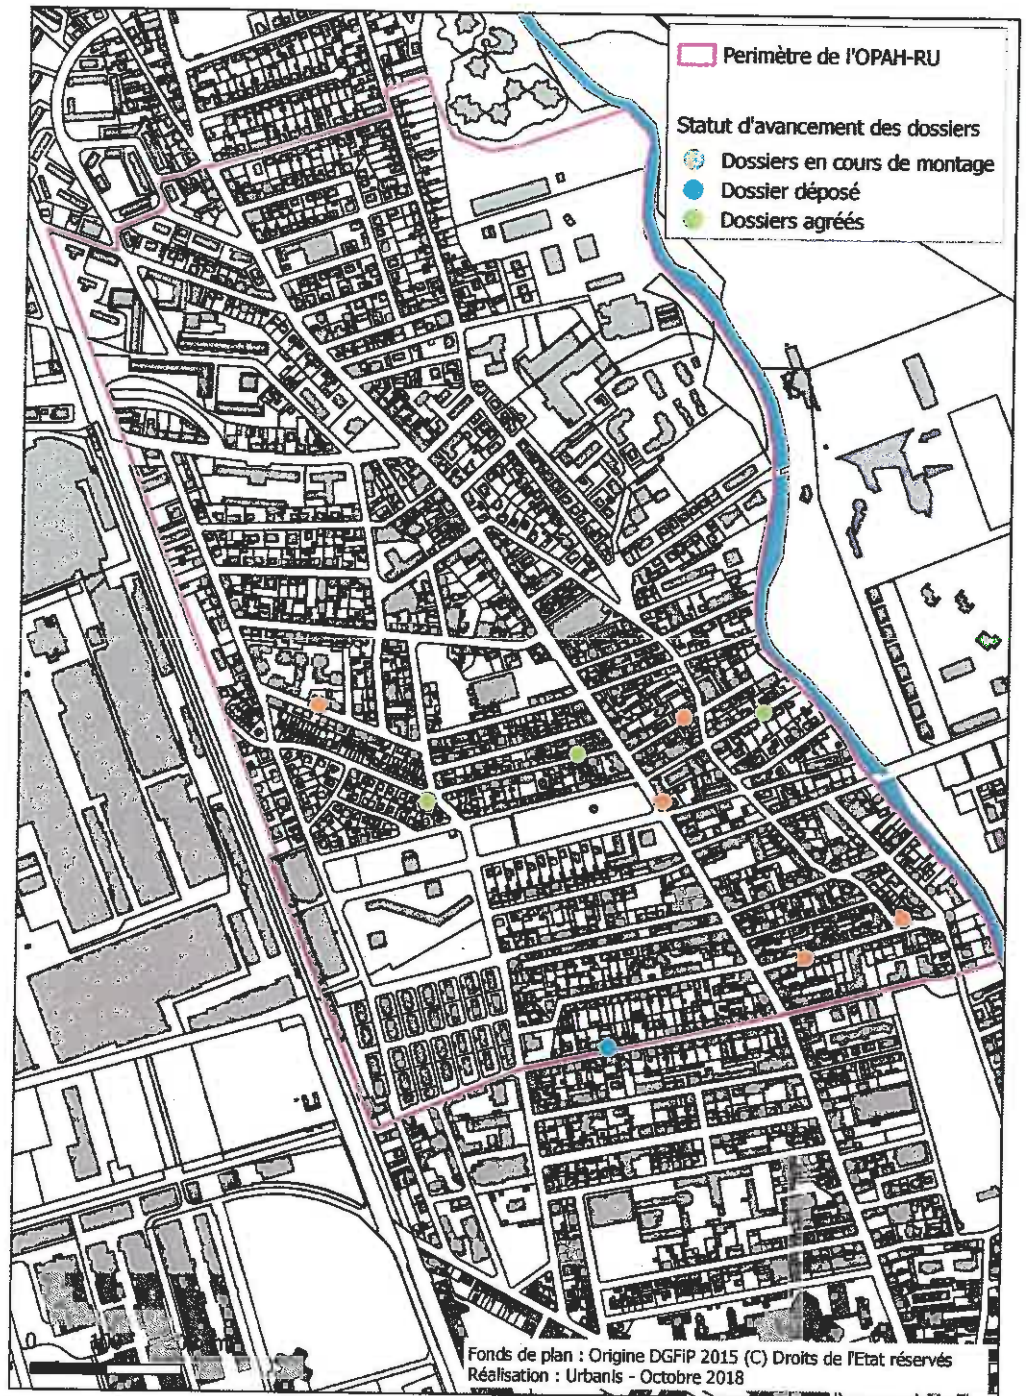 Perimètre de l'OPAH-RU
Statut d'avancement des dossiers
Dossiers en cours de montage
Dossier déposé
Dossiers agréés
0
Fonds de plan : Origine DGFiP 2015 (C) Droits de l'Etat réservés
Réalisation : Urbanis - Octobre 2018